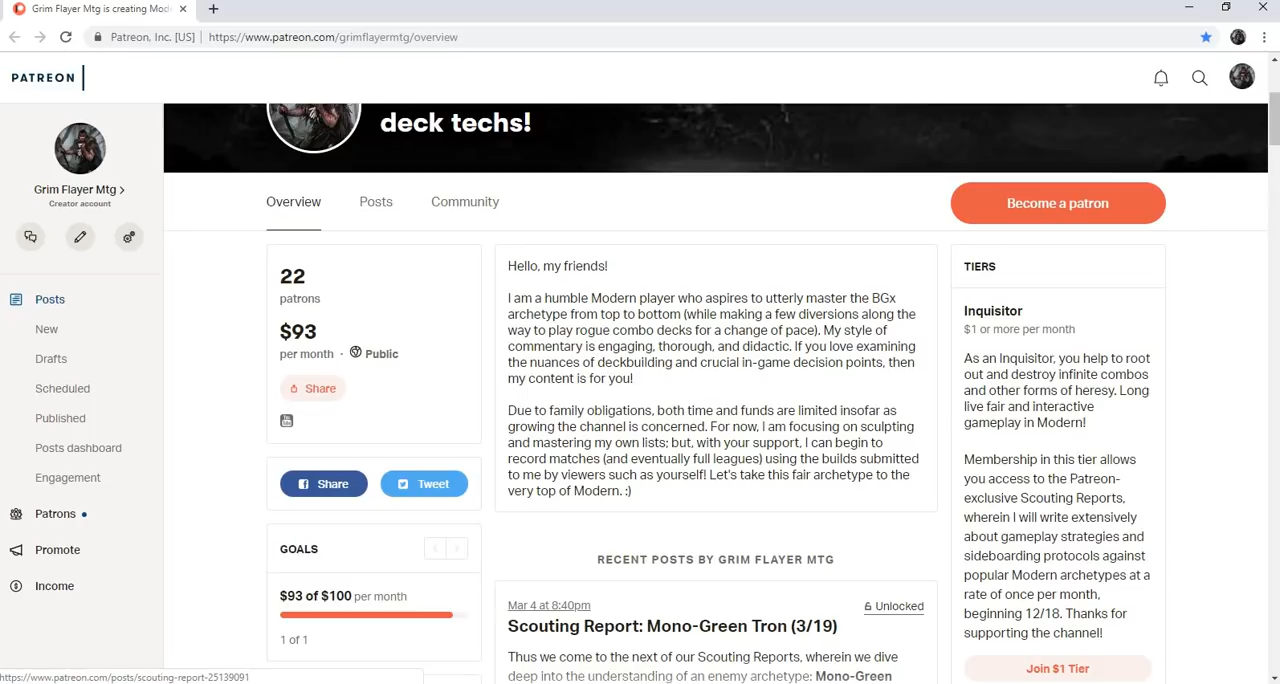 Grim Flayer Mtg is creating Mod
Patreon, Inc. [US] | https://www.patreon.com/grimflayermtg/overview
PATREON
deck techs!
Grim Flayer Mtg >
Creator account
Posts
New
Drafts
Scheduled
Published
Posts dashboard
Engagement
Patrons
Promote
Income
Overview
Posts
Community
Become a patron
22
patrons
$93
per month · Public
Share
Share
Tweet
GOALS
$93 of $100 per month
1 of 1
Hello, my friends!
I am a humble Modern player who aspires to utterly master the BGx
archetype from top to bottom (while making a few diversions along the
way to play rogue combo decks for a change of pace). My style of
commentary is engaging, thorough, and didactic. If you love examining
the nuances of deckbuilding and crucial in-game decision points, then
my content is for you!
Due to family obligations, both time and funds are limited insofar as
growing the channel is concerned. For now, I am focusing on sculpting
and mastering my own lists; but, with your support, I can begin to
record matches (and eventually full leagues) using the builds submitted
to me by viewers such as yourself! Let's take this fair archetype to the
very top of Modern. :)
RECENT POSTS BY GRIM FLAYER MTG
Mar 4 at 8:40pm
Unlocked
Scouting Report: Mono-Green Tron (3/19)
Thus we come to the next of our Scouting Reports, wherein we dive
deep into the understanding of an enemy archetype: Mono-Green
TIERS
Inquisitor
$1 or more per month
As an Inquisitor, you help to root
out and destroy infinite combos
and other forms of heresy. Long
live fair and interactive
gameplay in Modern!
Membership in this tier allows
you access to the Patreon-
exclusive Scouting Reports,
wherein I will write extensively
about gameplay strategies and
sideboarding protocols against
popular Modern archetypes at a
rate of once per month,
beginning 12/18. Thanks for
supporting the channel!
Join $1 Tier
https://www.patreon.com/posts/scouting-report-25139091